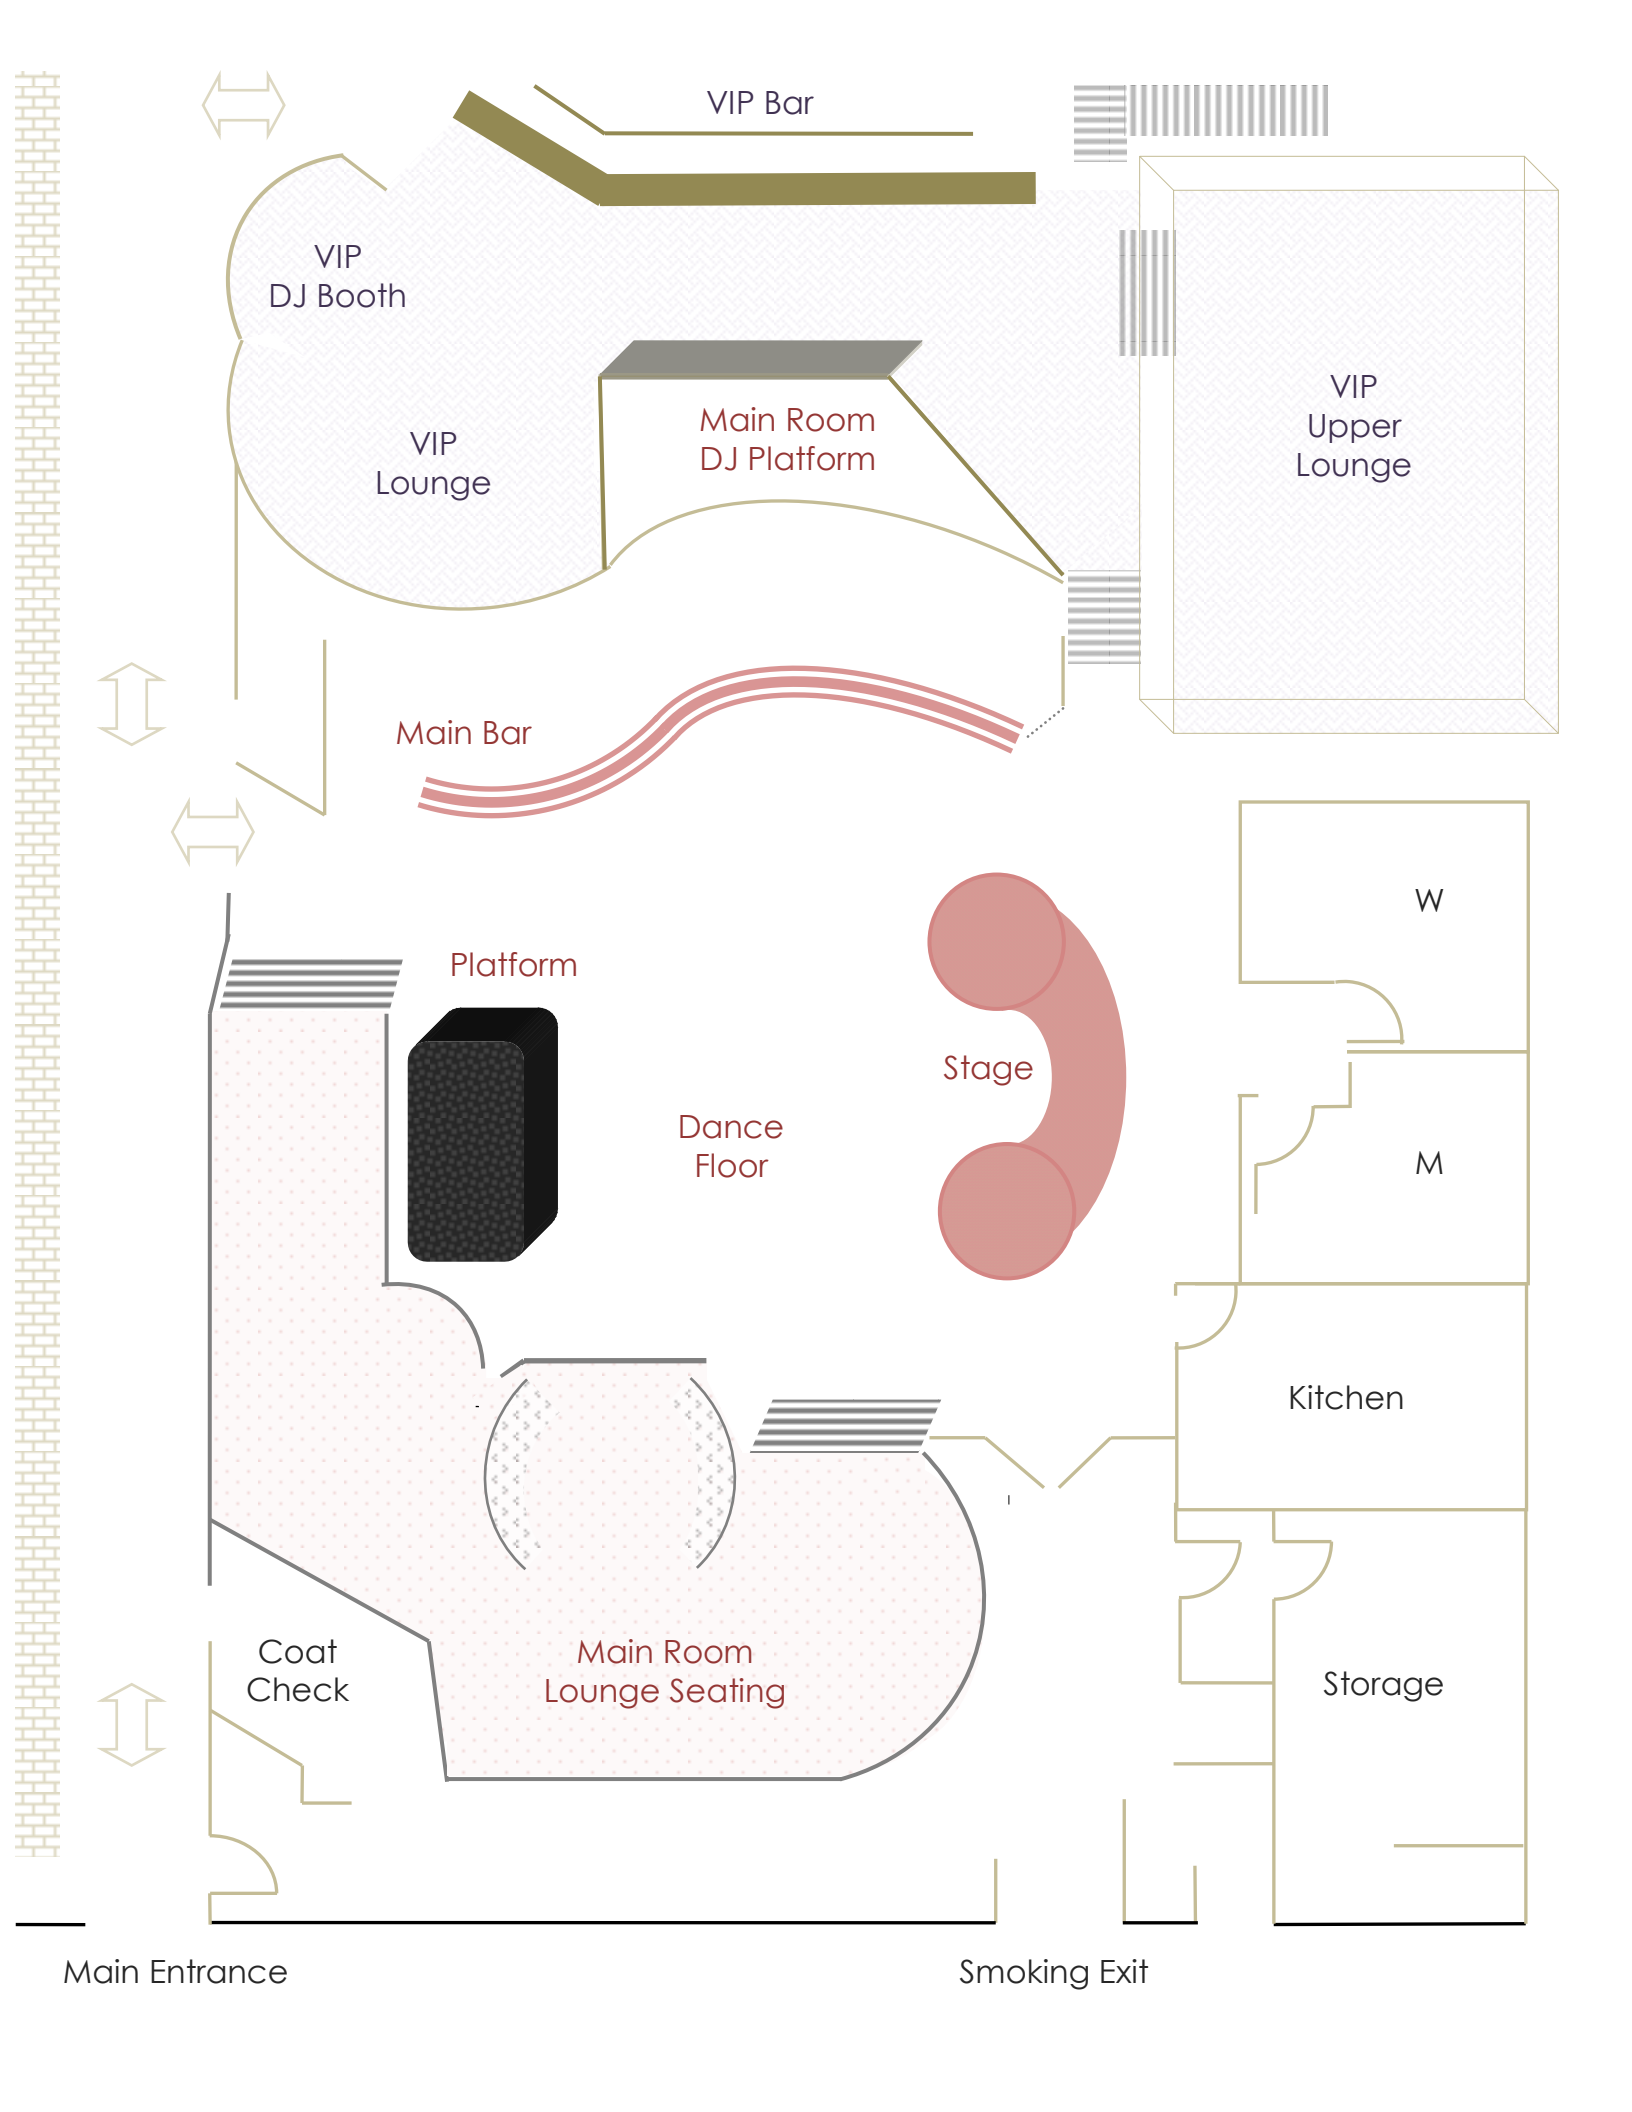 VIP Bar
VIP
DJ Booth
VIP
Upper
Lounge
Main Room
DJ Platform
VIP
Lounge
Main Bar
W
Platform
Stage
Dance
Floor
M
Kitchen
Coat
Check
Main Room
Lounge Seating
Storage
Main Entrance
Smoking Exit